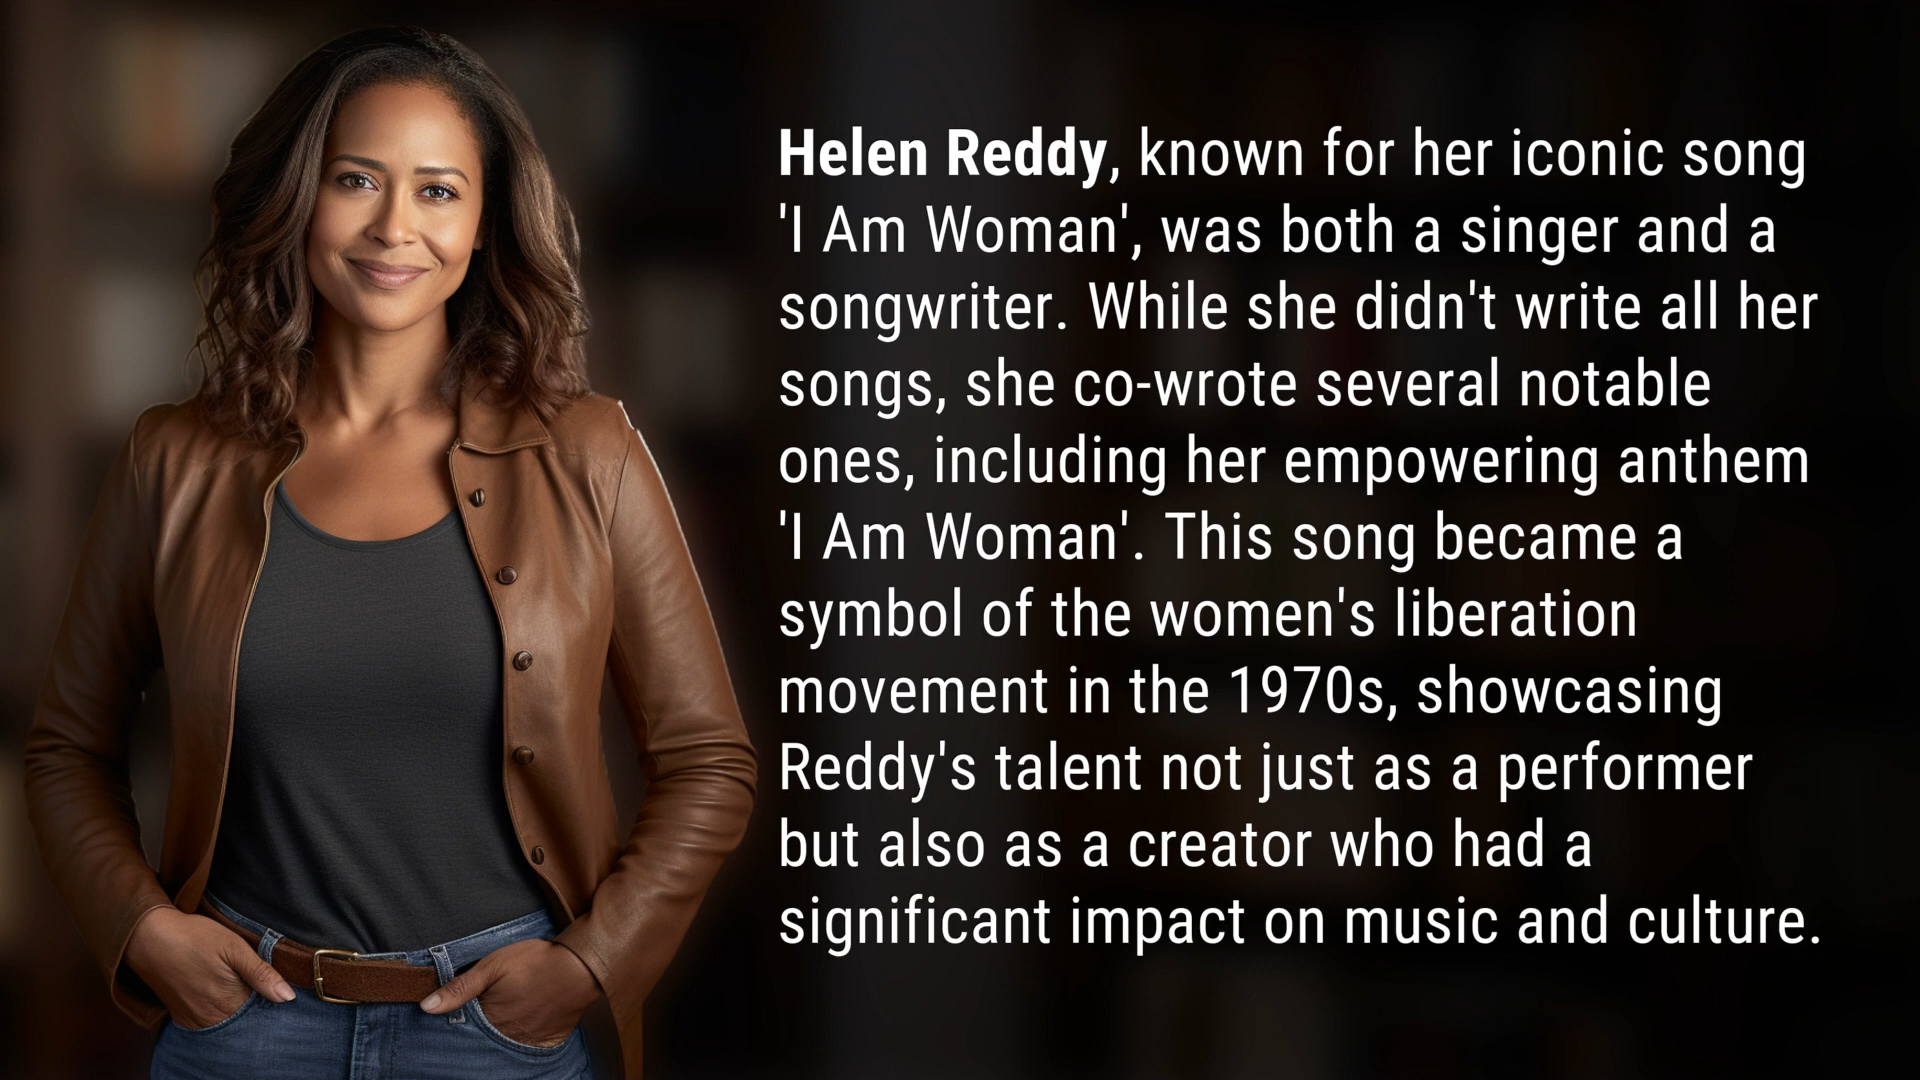 Helen Reddy, known for her iconic song
'I Am Woman', was both a singer and a
songwriter. While she didn't write all her
songs, she co-wrote several notable
ones, including her empowering anthem
'I Am Woman'. This song became a
symbol of the women's liberation
movement in the 1970s, showcasing
Reddy's talent not just as a performer
but also as a creator who had a
significant impact on music and culture.